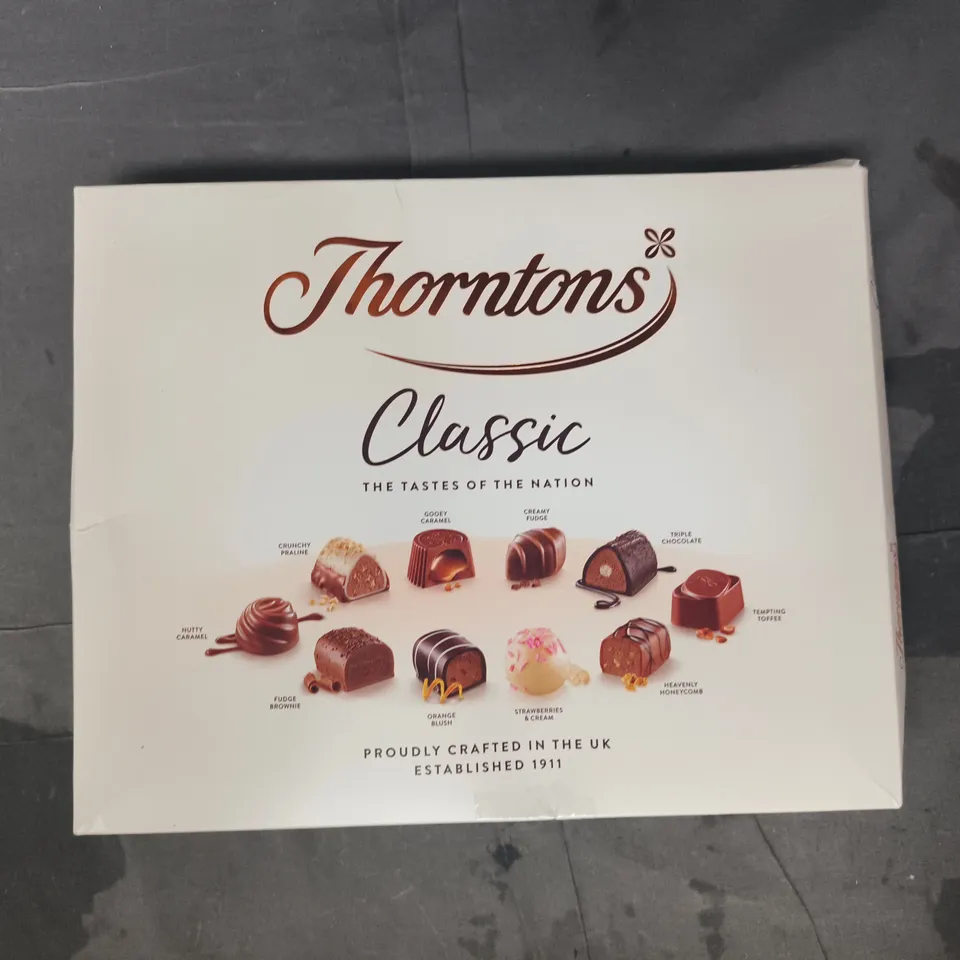 Thorntons
Classic
THE TASTES OF THE NATION
GOOEY
CARAMEL
CREAMY
FUDGE
CRUNCHY
PRALINE
TRIPLE
CHOCOLATE
NUTTY
CARAMEL
TEMPTING
TOFFEE
FUDGE
BROWNIE
ORANGE
BLUSH
STRAWBERRIES
& CREAM
HEAVENLY
HONEYCOMB
PROUDLY CRAFTED IN THE UK
ESTABLISHED 1911